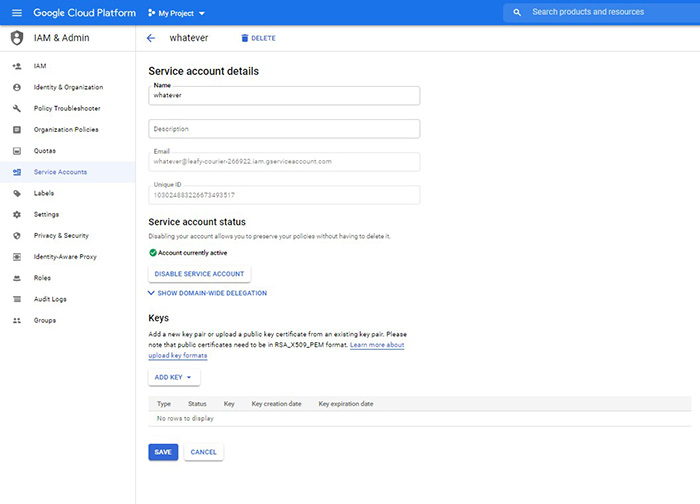 Google Cloud Platform My Project Search products and resources
IAM & Admin
whatever
DELETE
IAM
Identity & Organization
Policy Troubleshooter
Organization Policies
Quotas
Service Accounts
Labels
Settings
Privacy & Security
Identity-Aware Proxy
Roles
Audit Logs
Groups
Service account details
Name
whatever
Description
Email
whatever@leafy-courier-266922.iam.gserviceaccount.com
Unique ID
103024883226673493517
Service account status
Disabling your account allows you to preserve your policies without having to delete it.
Account currently active
DISABLE SERVICE ACCOUNT
SHOW DOMAIN-WIDE DELEGATION
Keys
Add a new key pair or upload a public key certificate from an existing key pair. Please
note that public certificates need to be in RSA_X509_PEM format. Learn more about
upload key formats
ADD KEY
Type Status Key Key creation date Key expiration date
No rows to display
SAVE CANCEL